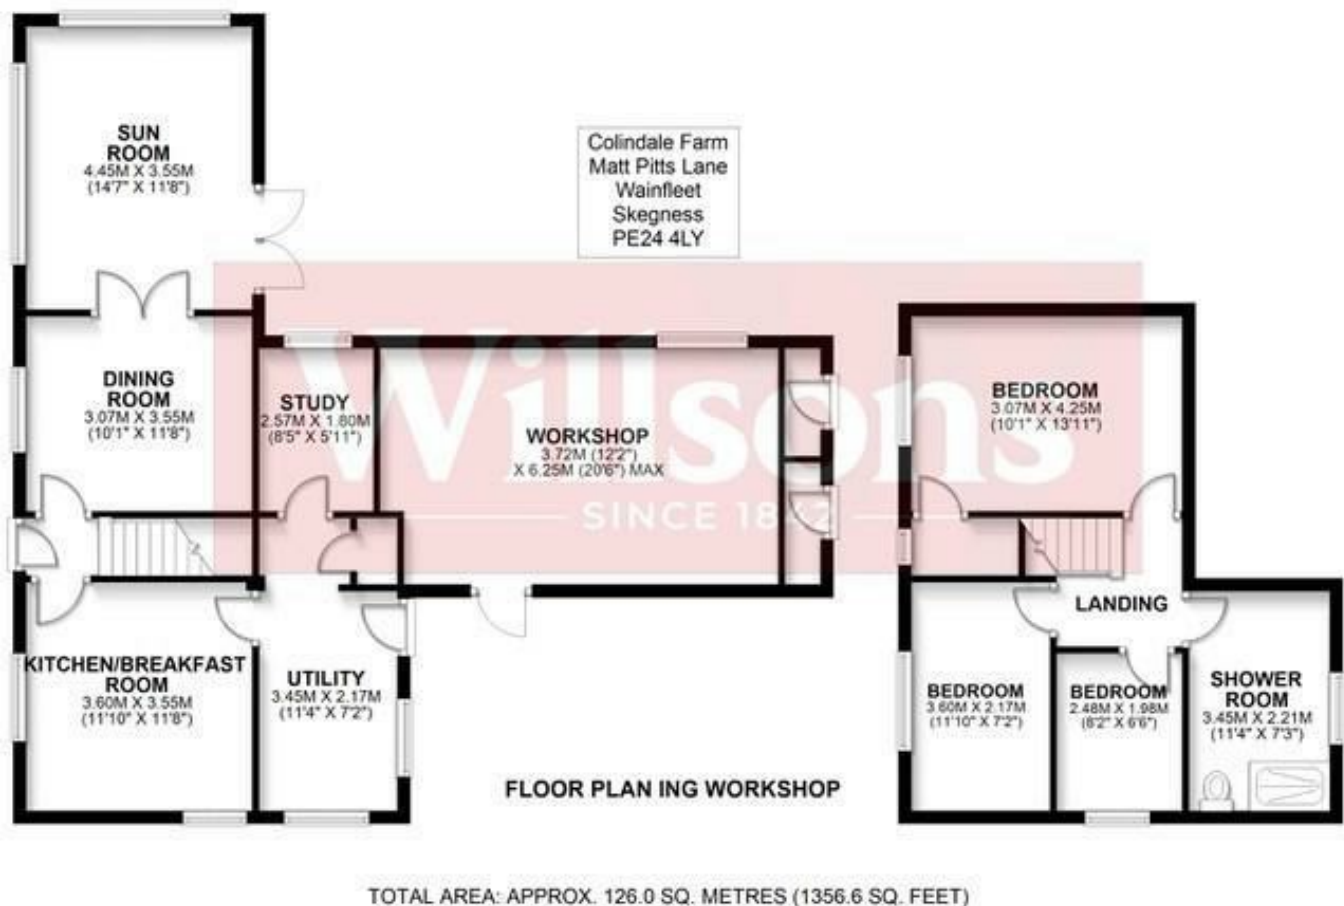 SUN
ROOM
4.45M X 3.55M
(14'7" X 11'8")
Colindale Farm
Matt Pitts Lane
Wainfleet
Skegness
PE24 4LY
DINING
ROOM
3.07M X 3.55M
(10'1" X 11'8")
STUDY
2.57M X 1.80M
(8'5" X 5'11")
WORKSHOP
3.72M (12'2")
X 6.25M (20'6") MAX
BEDROOM
3.07M X 4.25M
(10'1" X 13'11")
Willsons
SINCE 1842
KITCHEN/BREAKFAST
ROOM
3.60M X 3.55M
(11'10" X 11'8")
UTILITY
3.45M X 2.17M
(11'4" X 7'2")
LANDING
BEDROOM
3.60M X 2.17M
(11'10" X 7'2")
BEDROOM
2.48M X 1.98M
(8'2" X 6'6")
SHOWER
ROOM
3.45M X 2.21M
(11'4" X 7'3")
FLOOR PLAN ING WORKSHOP
TOTAL AREA: APPROX. 126.0 SQ. METRES (1356.6 SQ. FEET)